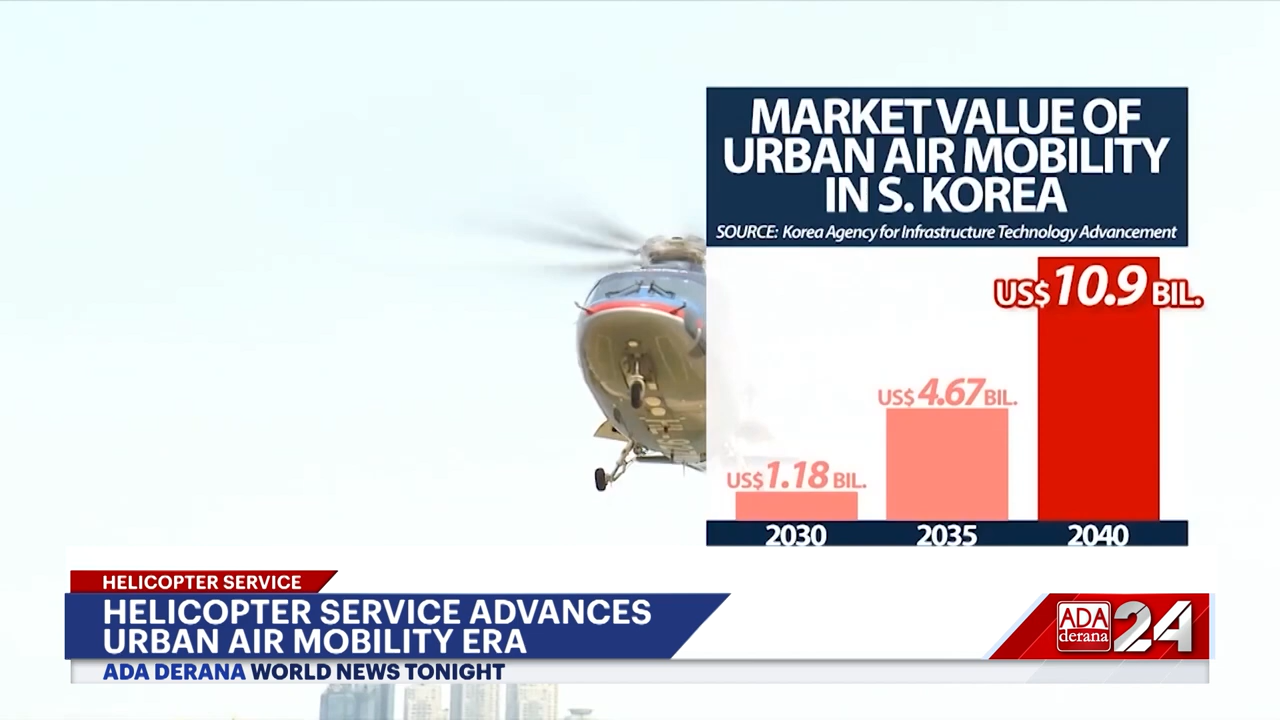 MARKET VALUE OF
URBAN AIR MOBILITY
IN S. KOREA
SOURCE: Korea Agency for Infrastructure Technology Advancement
US$ 10.9 BIL.
US$ 4.67 BIL.
US$ 1.18 BIL.
2030 2035 2040
HELICOPTER SERVICE
HELICOPTER SERVICE ADVANCES
URBAN AIR MOBILITY ERA
ADA DERANA WORLD NEWS TONIGHT
ADA
derana
24